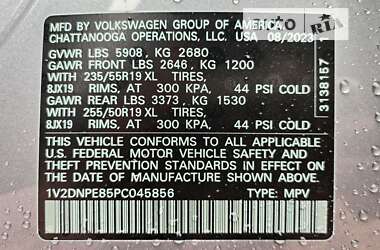 MFD BY VOLKSWAGEN GROUP OF AMERICA
CHATTANOOGA OPERATIONS, LLC. USA 08/2023
GVWR LBS 5908, KG 2680
GAWR FRONT LBS 2646, KG 1200
WITH 235/55R19 XL TIRES,
8JX19 RIMS, AT 300 KPA, 44 PSI COLD
GAWR REAR LBS 3373, KG 1530
WITH 255/50R19 XL TIRES,
8JX19 RIMS, AT 300 KPA, 44 PSI COLD
THIS VEHICLE CONFORMS TO ALL APPLICABLE
FEDERAL MOTOR VEHICLE SAFETY AND
THEFT PREVENTION STANDARDS IN EFFECT ON
THE DATE OF MANUFACTURE SHOWN ABOVE.
1V2DNPE85PC045856 TYPE: MPV
3138157
AUTO
RIA